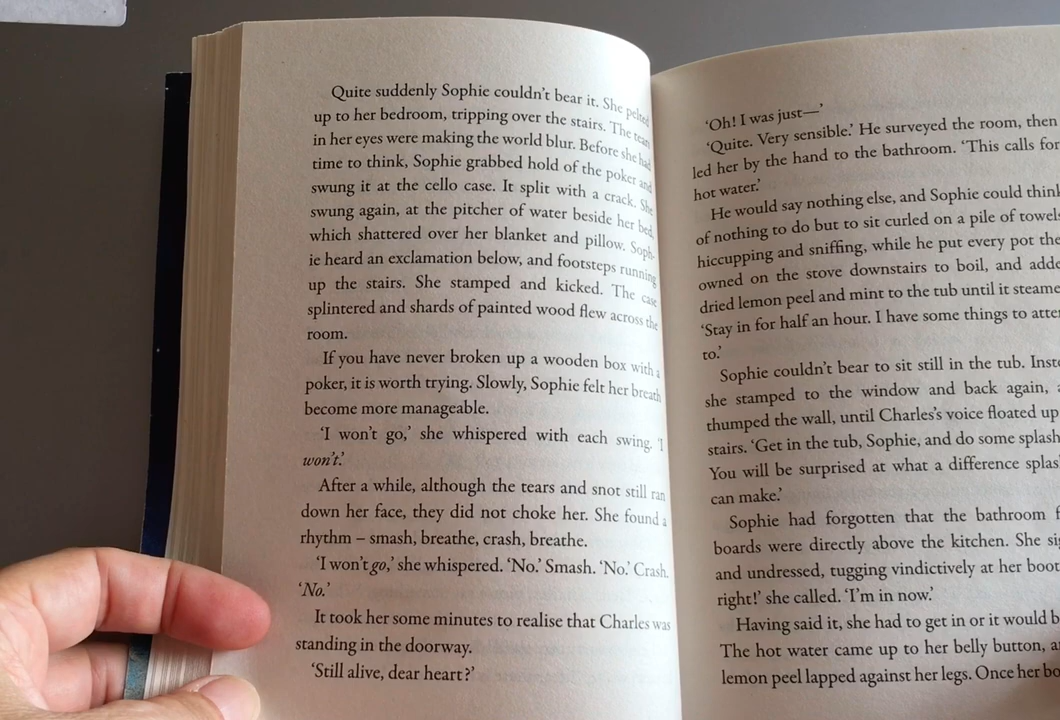 Quite suddenly Sophie couldn't bear it. She pelted
up to her bedroom, tripping over the stairs. The tears
in her eyes were making the world blur. Before she had
time to think, Sophie grabbed hold of the poker and
swung it at the cello case. It split with a crack. She
swung again, at the pitcher of water beside her bed,
which shattered over her blanket and pillow. Soph-
ie heard an exclamation below, and footsteps running
up the stairs. She stamped and kicked. The case
splintered and shards of painted wood flew across the
room.
If you have never broken up a wooden box with a
poker, it is worth trying. Slowly, Sophie felt her breath
become more manageable.
'I won't go,' she whispered with each swing. 'I
won't.'
After a while, although the tears and snot still ran
down her face, they did not choke her. She found a
rhythm – smash, breathe, crash, breathe.
'I won't go,' she whispered. 'No.' Smash. 'No.' Crash.
'No.'
It took her some minutes to realise that Charles was
standing in the doorway.
'Still alive, dear heart?'
'Oh! I was just—'
'Quite. Very sensible.' He surveyed the room, then
led her by the hand to the bathroom. 'This calls for
hot water.'
He would say nothing else, and Sophie could think
of nothing to do but to sit curled on a pile of towels
hiccupping and sniffing, while he put every pot the
owned on the stove downstairs to boil, and adde
dried lemon peel and mint to the tub until it steame
'Stay in for half an hour. I have some things to atte
to.'
Sophie couldn't bear to sit still in the tub. Inste
she stamped to the window and back again, a
thumped the wall, until Charles's voice floated up
stairs. 'Get in the tub, Sophie, and do some splash
You will be surprised at what a difference splas
can make.'
Sophie had forgotten that the bathroom f
boards were directly above the kitchen. She sig
and undressed, tugging vindictively at her boot
right!' she called. 'I'm in now.'
Having said it, she had to get in or it would b
The hot water came up to her belly button, a
lemon peel lapped against her legs. Once her bo